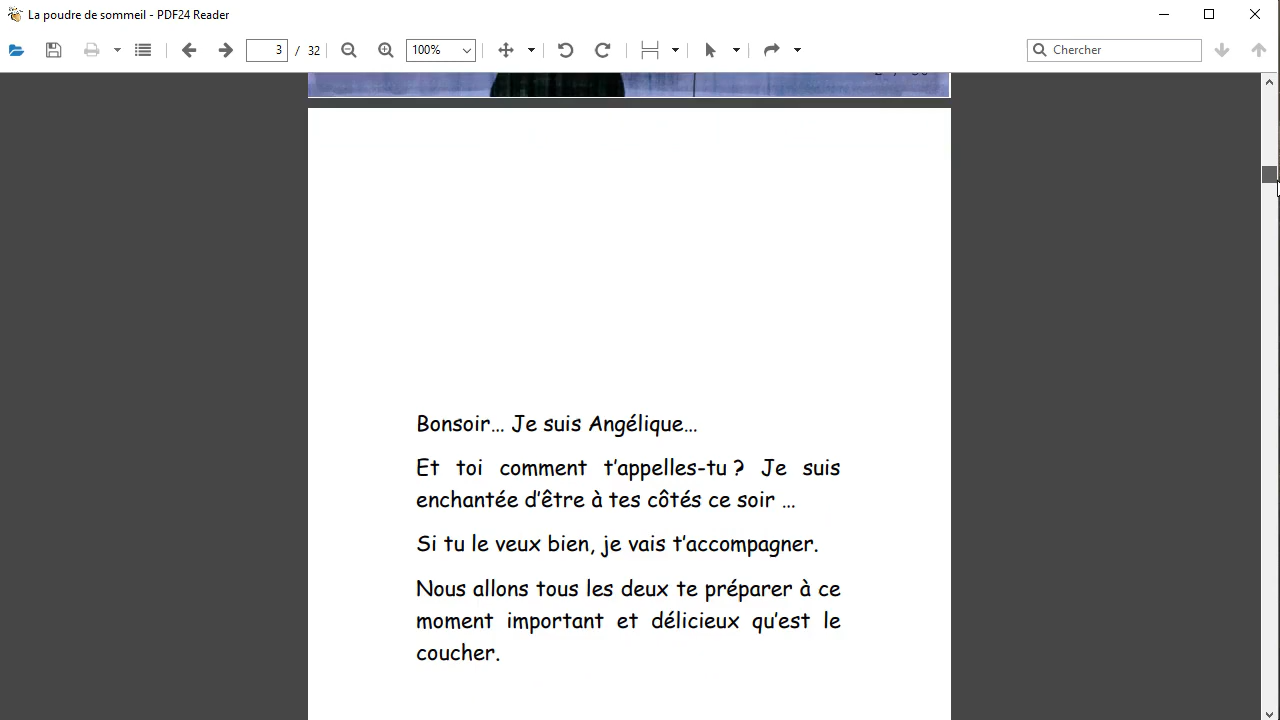 La poudre de sommeil - PDF24 Reader
3 / 32
100%
Chercher
Bonsoir... Je suis Angélique...
Et toi comment t'appelles-tu ? Je suis
enchantée d'être à tes côtés ce soir ...
Si tu le veux bien, je vais t'accompagner.
Nous allons tous les deux te préparer à ce
moment important et délicieux qu'est le
coucher.